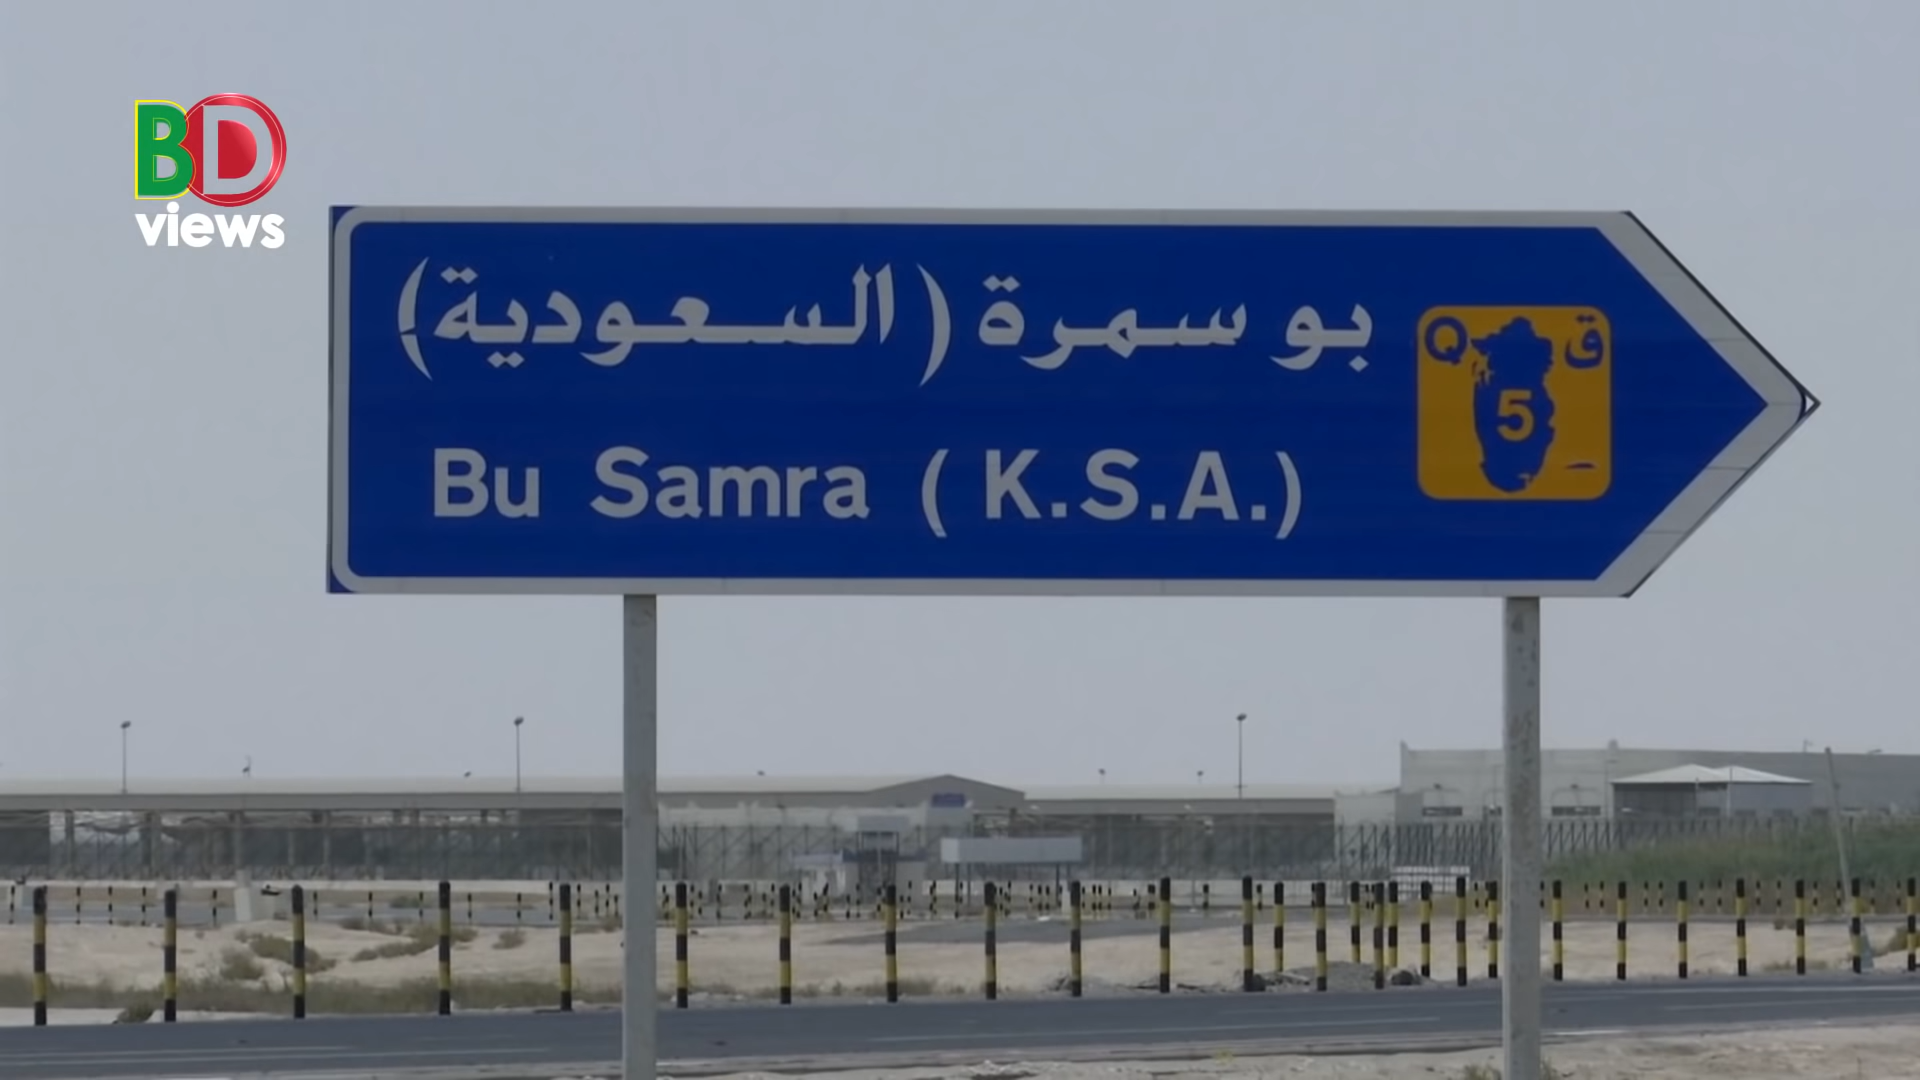 BD
views
بو سمرة (السعودية)
Q ق
5
Bu Samra (K.S.A.)